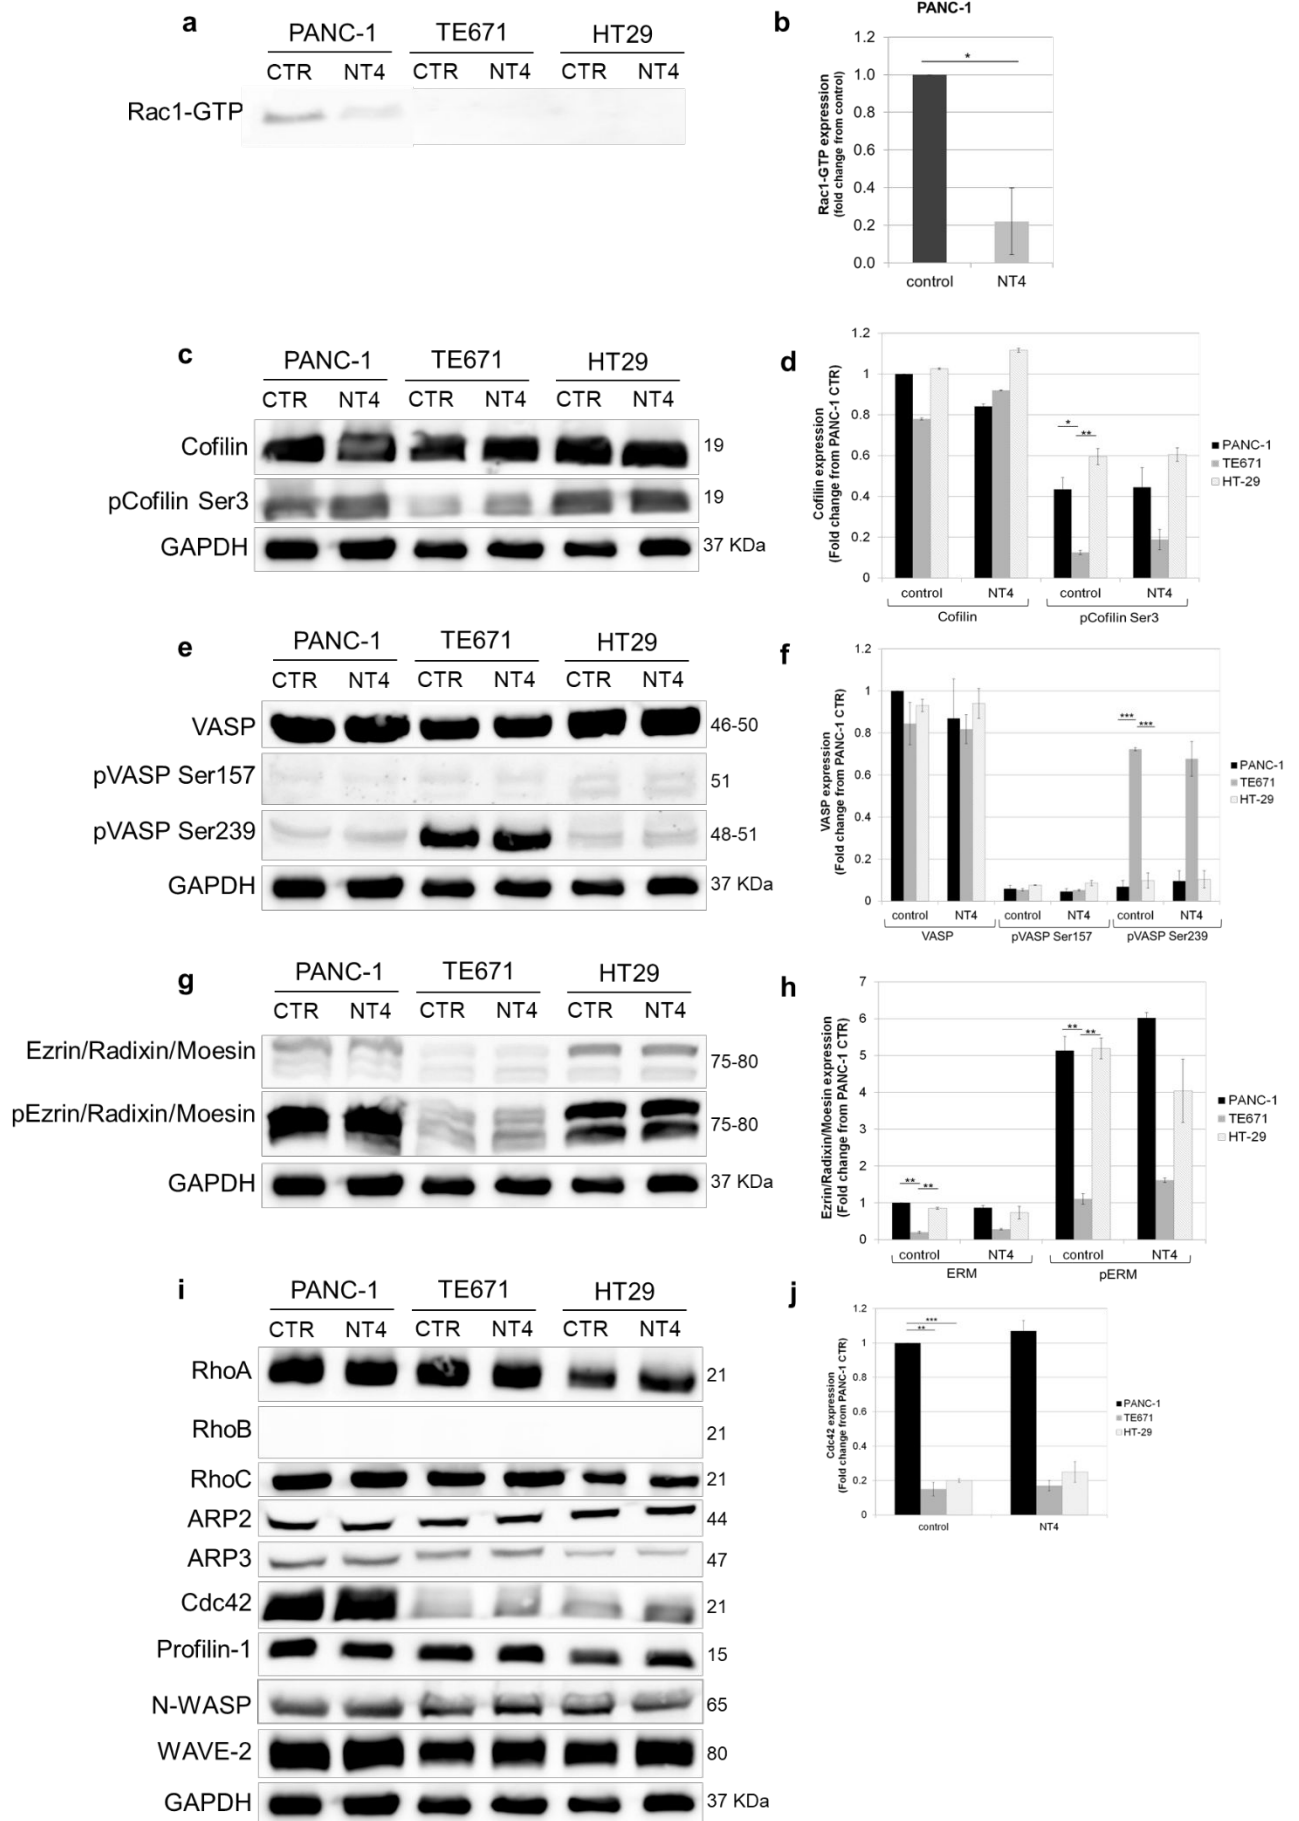 a
PANC-1 TE671 HT29
CTR NT4 CTR NT4 CTR NT4
Rac1-GTP
b
PANC-1
Rac1-GTP expression
(fold change from control)
1.2
*
1.0
0.8
0.6
0.4
0.2
0.0
control NT4
c
PANC-1 TE671 HT29
CTR NT4 CTR NT4 CTR NT4
Cofilin 19
pCofilin Ser3 19
GAPDH 37 KDa
d
Cofilin expression
(Fold change from PANC-1 CTR)
1.2
1
0.8
0.6
0.4
0.2
0
* **
control NT4 control NT4
Cofilin pCofilin Ser3
PANC-1
TE671
HT-29
e
PANC-1 TE671 HT29
CTR NT4 CTR NT4 CTR NT4
VASP 46-50
pVASP Ser157 51
pVASP Ser239 48-51
GAPDH 37 KDa
f
VASP expression
(Fold change from PANC-1 CTR)
1.2
1
0.8
0.6
0.4
0.2
0
*** ***
control NT4 control NT4 control NT4
VASP pVASP Ser157 pVASP Ser239
PANC-1
TE671
HT-29
g
PANC-1 TE671 HT29
CTR NT4 CTR NT4 CTR NT4
Ezrin/Radixin/Moesin 75-80
pEzrin/Radixin/Moesin 75-80
GAPDH 37 KDa
h
Ezrin/Radixin/Moesin expression
(Fold change from PANC-1 CTR)
7
6
5
4
3
2
1
0
** **
** **
control NT4 control NT4
ERM pERM
PANC-1
TE671
HT-29
i
PANC-1 TE671 HT29
CTR NT4 CTR NT4 CTR NT4
RhoA 21
RhoB 21
RhoC 21
ARP2 44
ARP3 47
Cdc42 21
Profilin-1 15
N-WASP 65
WAVE-2 80
GAPDH 37 KDa
j
Cdc42 expression
(Fold change from PANC-1 CTR)
1.2
1
0.8
0.6
0.4
0.2
0
***
**
control NT4
PANC-1
TE671
HT-29